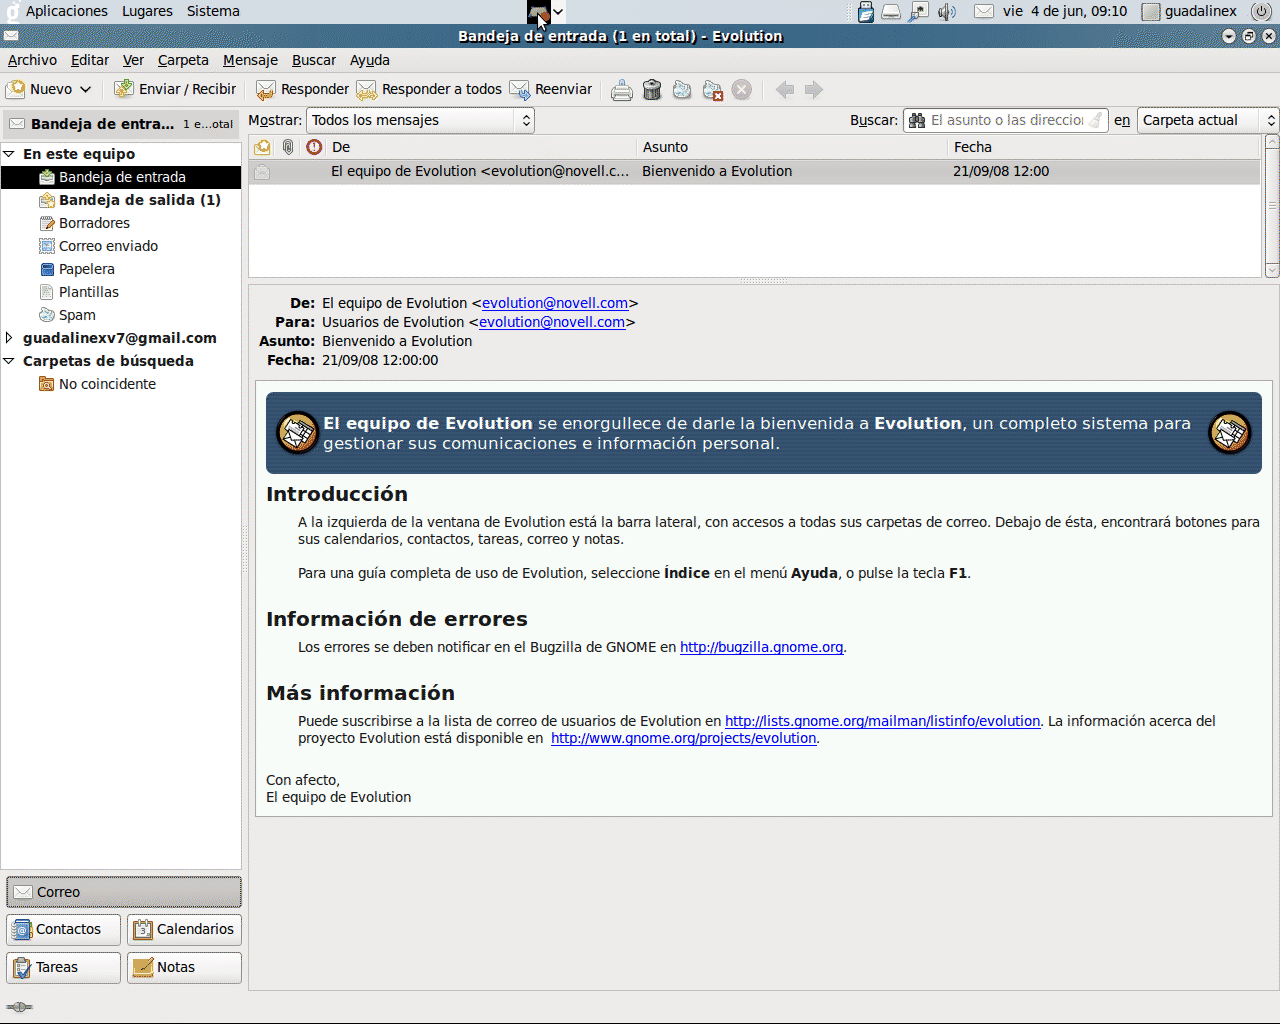 Aplicaciones Lugares Sistema vie 4 de jun, 09:10 guadalinex
Bandeja de entrada (1 en total) - Evolution
Archivo Editar Ver Carpeta Mensaje Buscar Ayuda
Nuevo Enviar / Recibir Responder Responder a todos Reenviar
Bandeja de entra... 1 e...otal
Mostrar: Todos los mensajes Buscar: El asunto o las direccion en Carpeta actual
De Asunto Fecha
El equipo de Evolution <evolution@novell.c... Bienvenido a Evolution 21/09/08 12:00
En este equipo
Bandeja de entrada
Bandeja de salida (1)
Borradores
Correo enviado
Papelera
Plantillas
Spam
guadalinexv7@gmail.com
Carpetas de búsqueda
No coincidente
De: El equipo de Evolution <evolution@novell.com>
Para: Usuarios de Evolution <evolution@novell.com>
Asunto: Bienvenido a Evolution
Fecha: 21/09/08 12:00:00
El equipo de Evolution se enorgullece de darle la bienvenida a Evolution, un completo sistema para
gestionar sus comunicaciones e información personal.
Introducción
A la izquierda de la ventana de Evolution está la barra lateral, con accesos a todas sus carpetas de correo. Debajo de ésta, encontrará botones para
sus calendarios, contactos, tareas, correo y notas.
Para una guía completa de uso de Evolution, seleccione Índice en el menú Ayuda, o pulse la tecla F1.
Información de errores
Los errores se deben notificar en el Bugzilla de GNOME en http://bugzilla.gnome.org.
Más información
Puede suscribirse a la lista de correo de usuarios de Evolution en http://lists.gnome.org/mailman/listinfo/evolution. La información acerca del
proyecto Evolution está disponible en http://www.gnome.org/projects/evolution.
Con afecto,
El equipo de Evolution
Correo
Contactos Calendarios
Tareas Notas